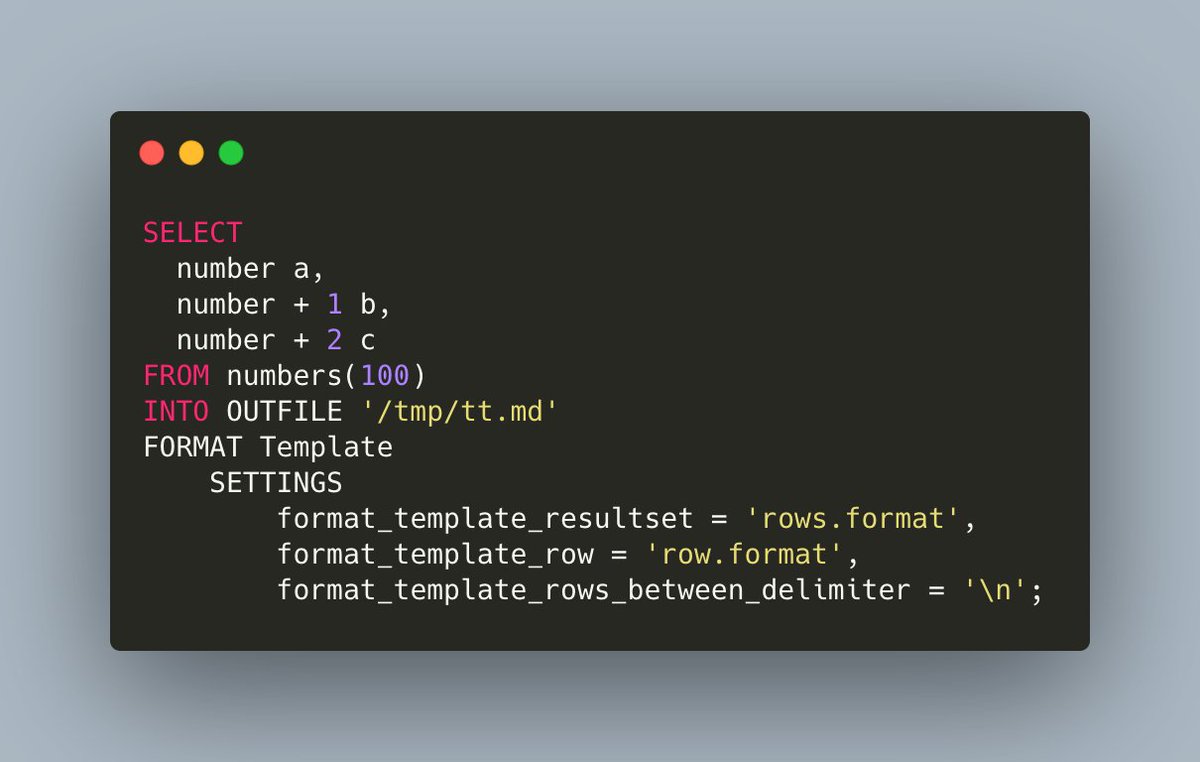 SELECT
  number a,
  number + 1 b,
  number + 2 c
FROM numbers(100)
INTO OUTFILE '/tmp/tt.md'
FORMAT Template
    SETTINGS
        format_template_resultset = 'rows.format',
        format_template_row = 'row.format',
        format_template_rows_between_delimiter = '\n';